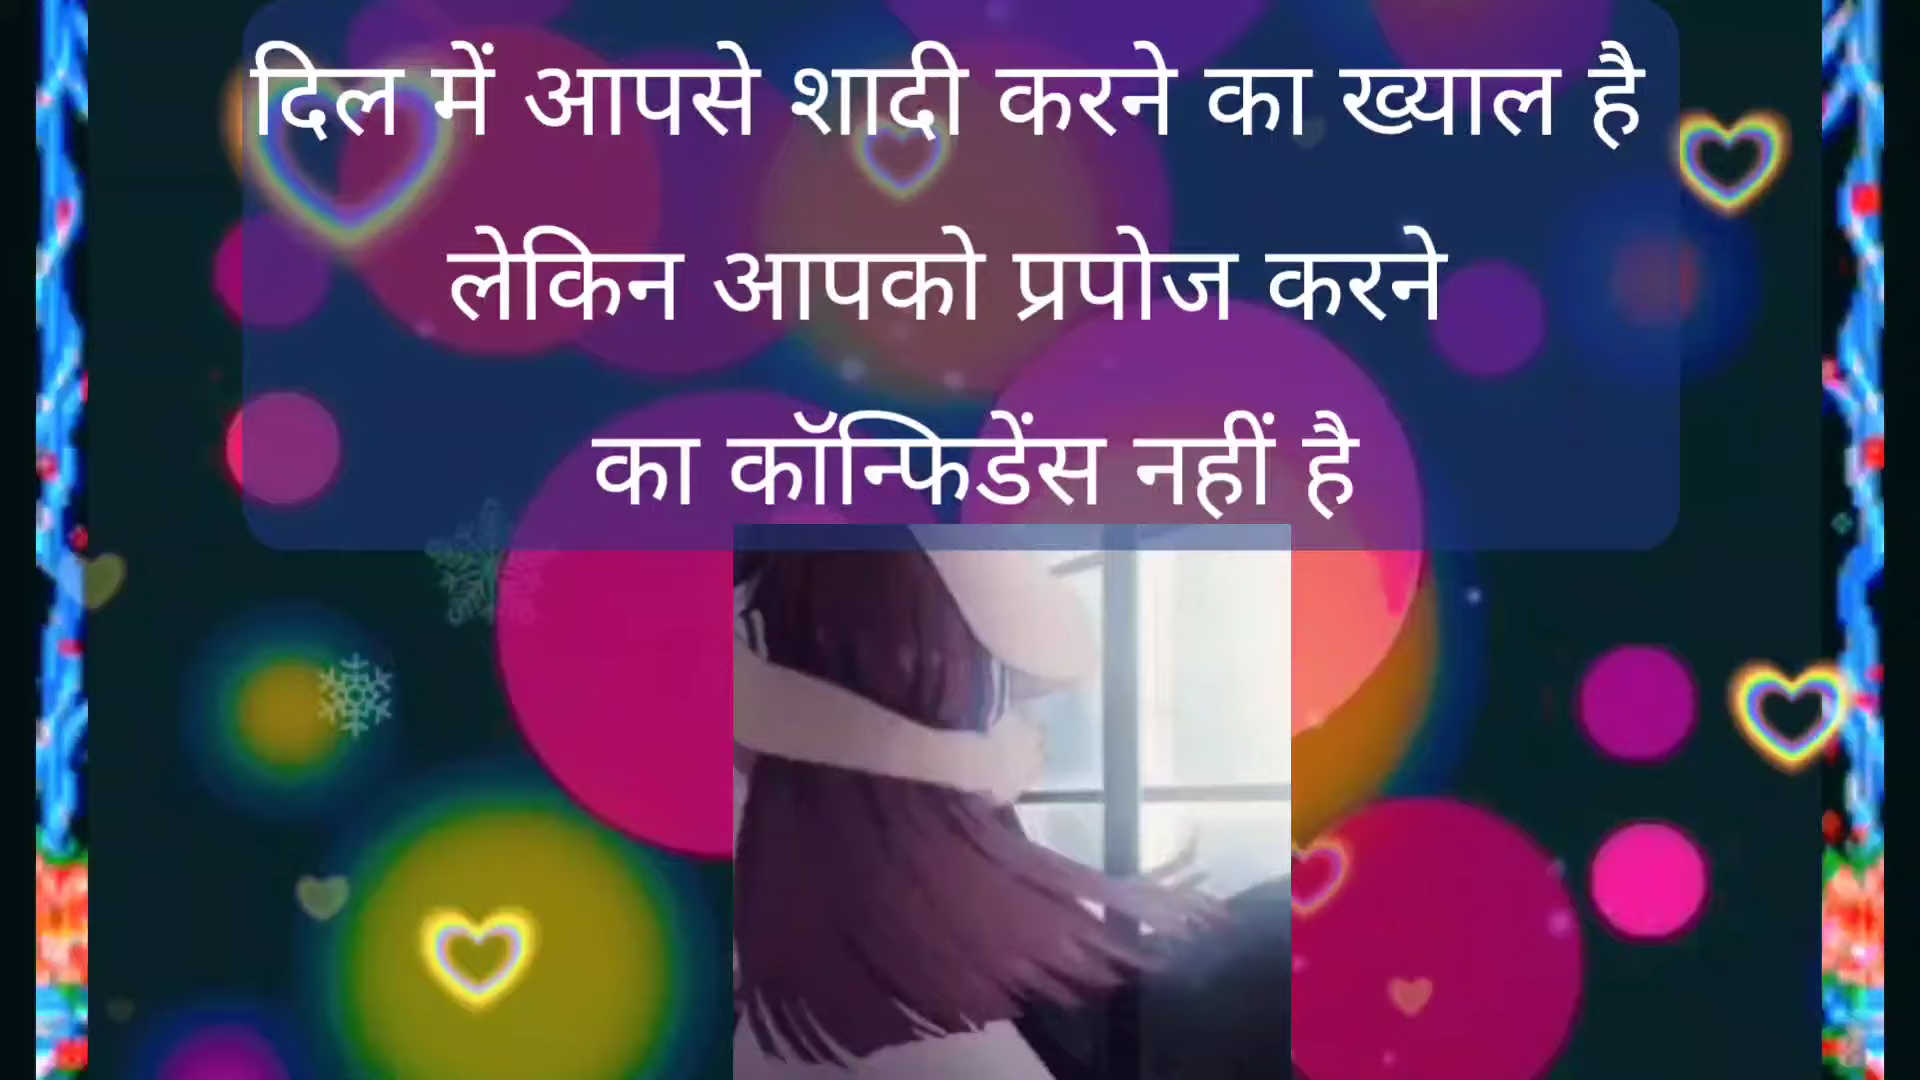 दिल में आपसे शादी करने का ख्याल है
लेकिन आपको प्रपोज करने
का कॉन्फिडेंस नहीं है